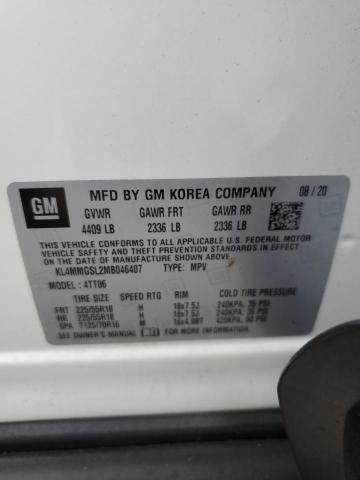 GM
MFD BY GM KOREA COMPANY 08/20
GVWR GAWR FRT GAWR RR
4409 LB 2336 LB 2336 LB
THIS VEHICLE CONFORMS TO ALL APPLICABLE
U.S. FEDERAL MOTOR VEHICLE SAFETY, BUMPER,
AND THEFT PREVENTION STANDARDS IN EFFECT ON
THE DATE OF MANUFACTURE SHOWN ABOVE.
KL4MMGSL2MB046407 TYPE: MPV
MODEL: 4TT06
TIRE SIZE SPEED RTG RIM COLD TIRE PRESSURE
FRT 225/55R18 H 18x7.5J 240KPA, 35 PSI
RR 225/55R18 H 18x7.5J 240KPA, 35 PSI
SPA T125/70R16 M 16x4.0BT 420KPA, 60 PSI
SEE OWNER'S MANUAL FOR ADDITIONAL INFORMATION.